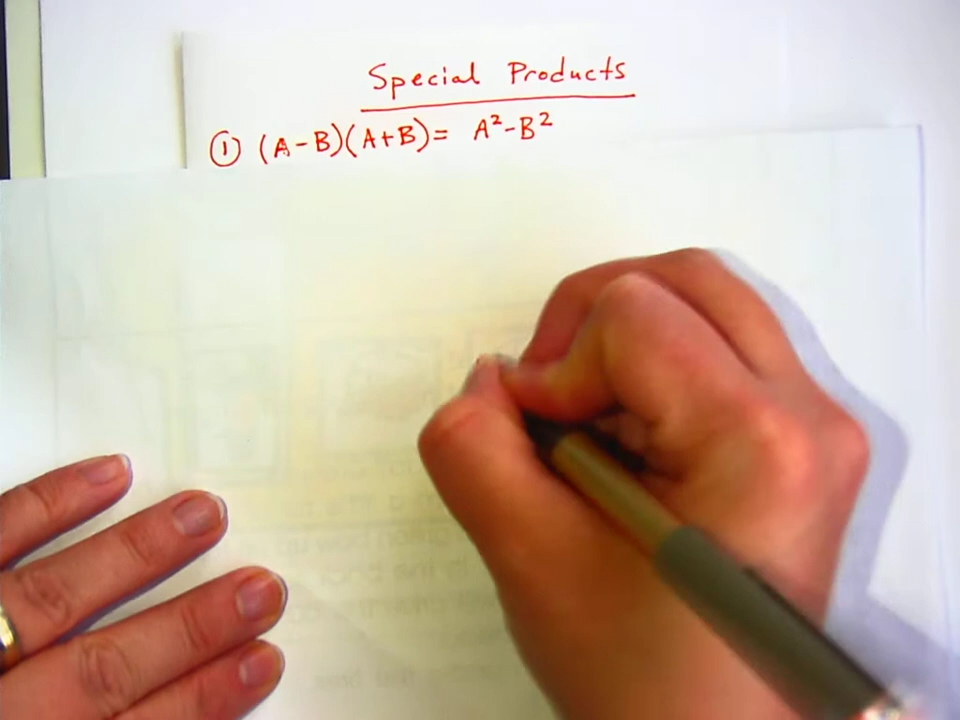 Special Products
① (A-B)(A+B)= A²-B²